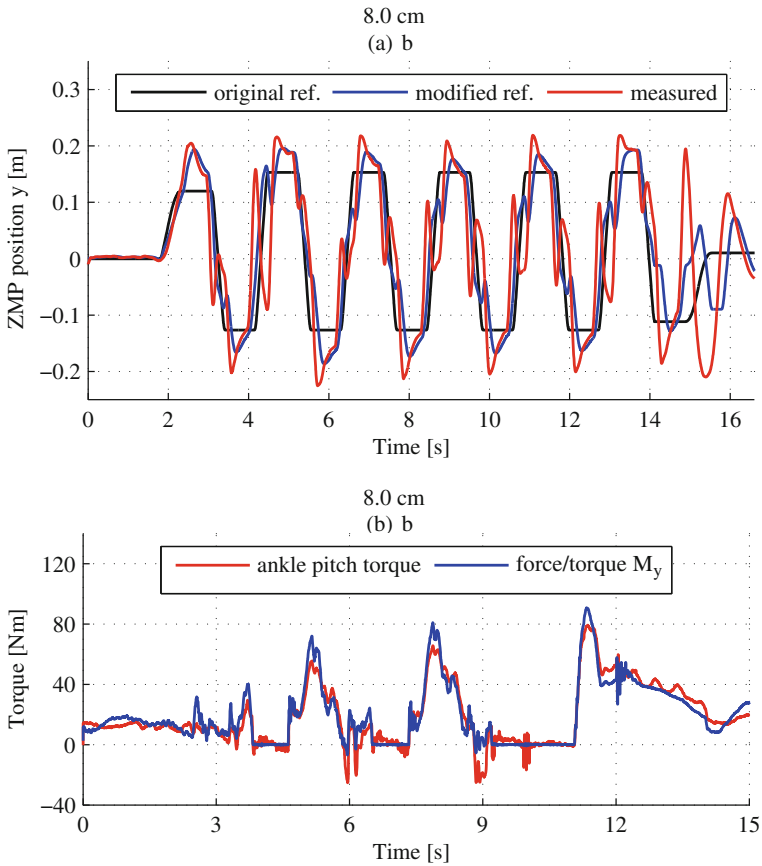 8.0 cm
(a) b
original ref. modified ref. measured
0.3
0.2
0.1
0
−0.1
−0.2
ZMP position y [m]
0 2 4 6 8 10 12 14 16
Time [s]
8.0 cm
(b) b
ankle pitch torque force/torque M_y
120
80
40
0
−40
Torque [Nm]
0 3 6 9 12 15
Time [s]